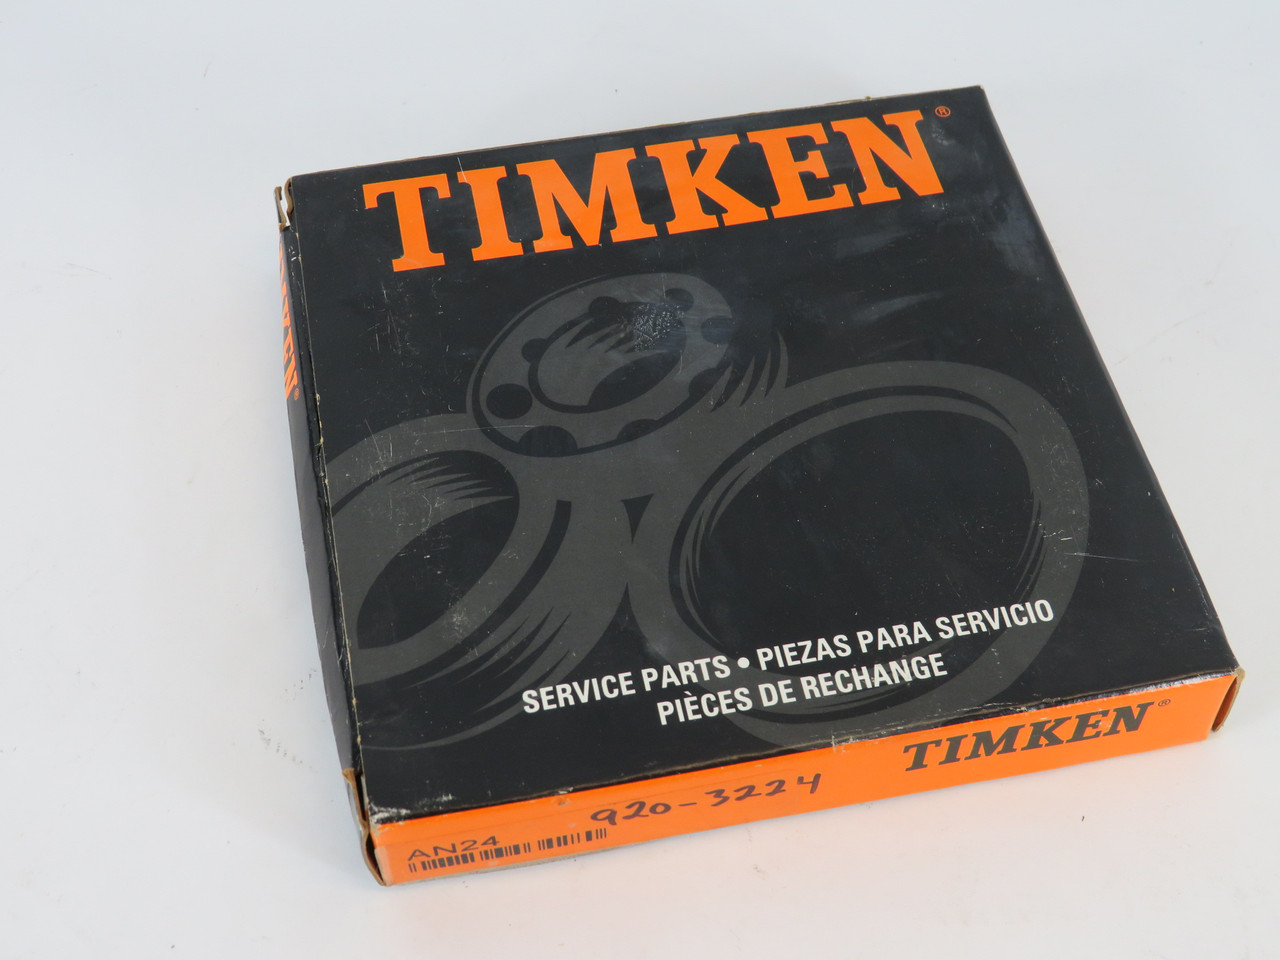 TIMKEN®
SERVICE PARTS • PIEZAS PARA SERVICIO
PIÈCES DE RECHANGE
TIMKEN®
920-3224
AN24